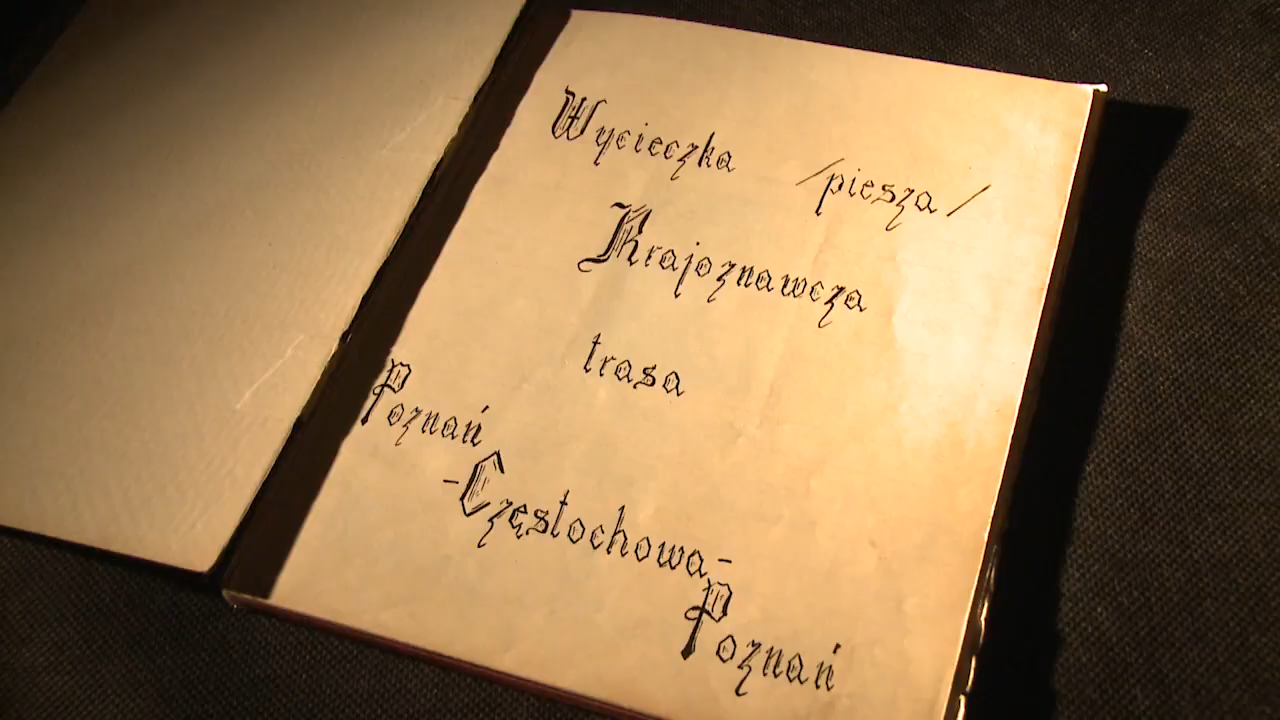 Wycieczka /piesza/
Krajoznawcza
trasa
Poznań
-Częstochowa-
Poznań